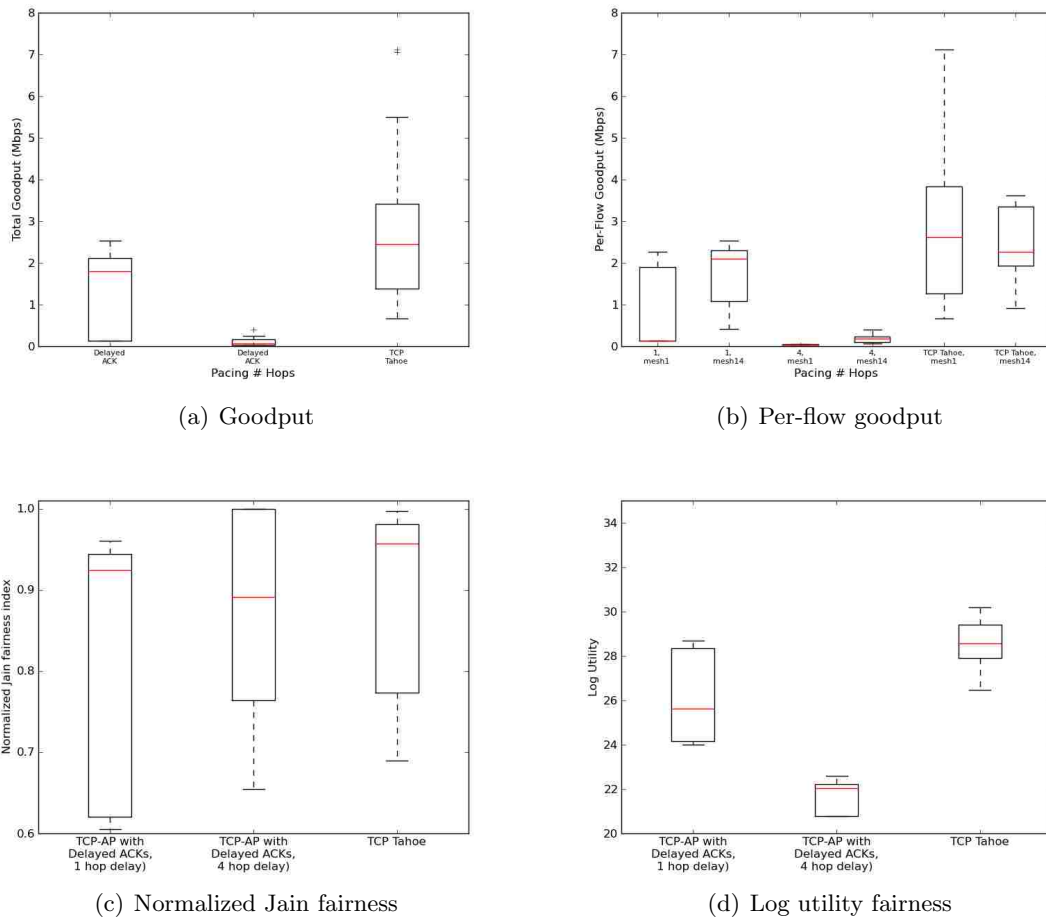 8
7
6
5
4
3
2
1
0
Total Goodput (Mbps)
Delayed
ACK
Delayed
ACK
TCP
Tahoe
Pacing # Hops
(a) Goodput
8
7
6
5
4
3
2
1
0
Per-Flow Goodput (Mbps)
1,
mesh1
1,
mesh14
4,
mesh1
4,
mesh14
TCP Tahoe,
mesh1
TCP Tahoe,
mesh14
Pacing # Hops
(b) Per-flow goodput
1.0
0.9
0.8
0.7
0.6
Normalized Jain fairness index
TCP-AP with
Delayed ACKs,
1 hop delay)
TCP-AP with
Delayed ACKs,
4 hop delay)
TCP Tahoe
(c) Normalized Jain fairness
34
32
30
28
26
24
22
20
Log Utility
TCP-AP with
Delayed ACKs,
1 hop delay)
TCP-AP with
Delayed ACKs,
4 hop delay)
TCP Tahoe
(d) Log utility fairness